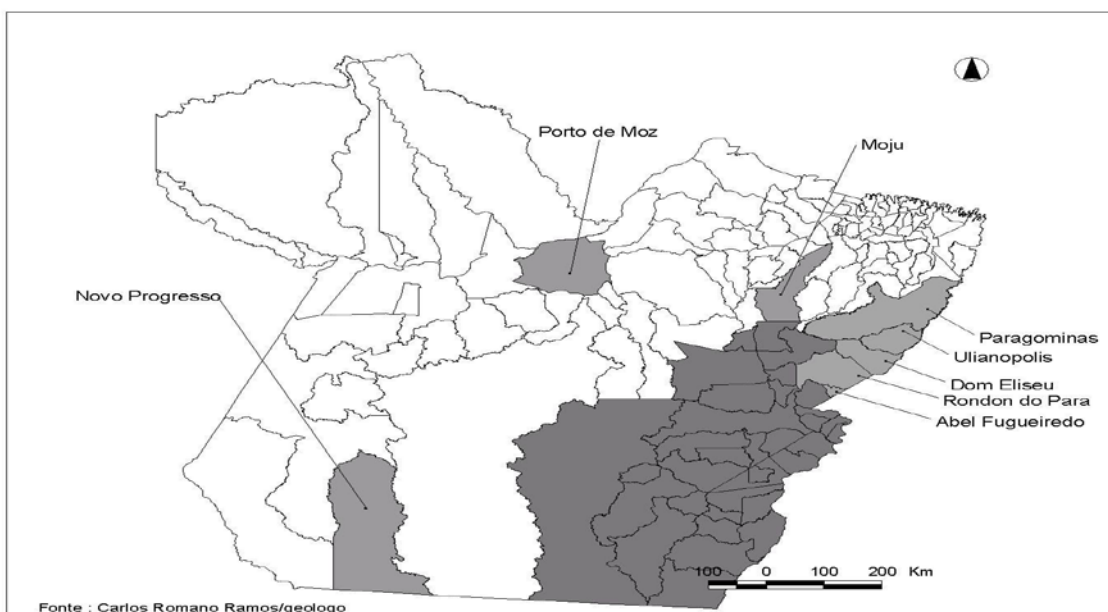 Porto de Moz
Moju
Novo Progresso
Paragominas
Ulianopolis
Dom Eliseu
Rondon do Para
Abel Fugueiredo
100 0 100 200 Km
Fonte : Carlos Romano Ramos/geologo